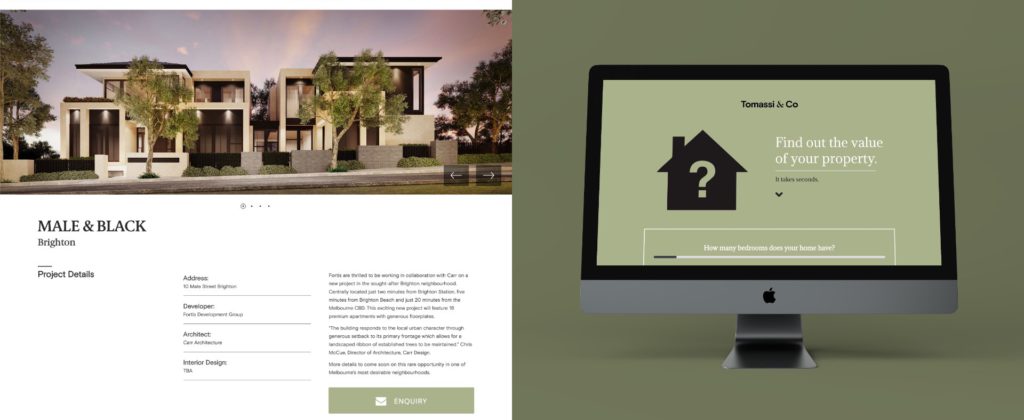 MALE & BLACK
Brighton
Project Details
Address:
10 Male Street Brighton
Developer:
Fortis Development Group
Architect:
Carr Architecture
Interior Design:
TBA
Fortis are thrilled to be working in collaboration with Carr on a
new project in the sought-after Brighton neighbourhood.
Centrally located just two minutes from Brighton Station, five
minutes from Brighton Beach and just 20 minutes from the
Melbourne CBD. This exciting new project will feature 18
premium apartments with generous floorplates.
"The building responds to the local urban character through
generous setback to its primary frontage which allows for a
landscaped ribbon of established trees to be maintained." Chris
McCue, Director of Architecture, Carr Design.
More details to come soon on this rare opportunity in one of
Melbourne's most desirable neighbourhoods.
ENQUIRY
Tomassi & Co
?
Find out the value
of your property.
It takes seconds.
How many bedrooms does your home have?